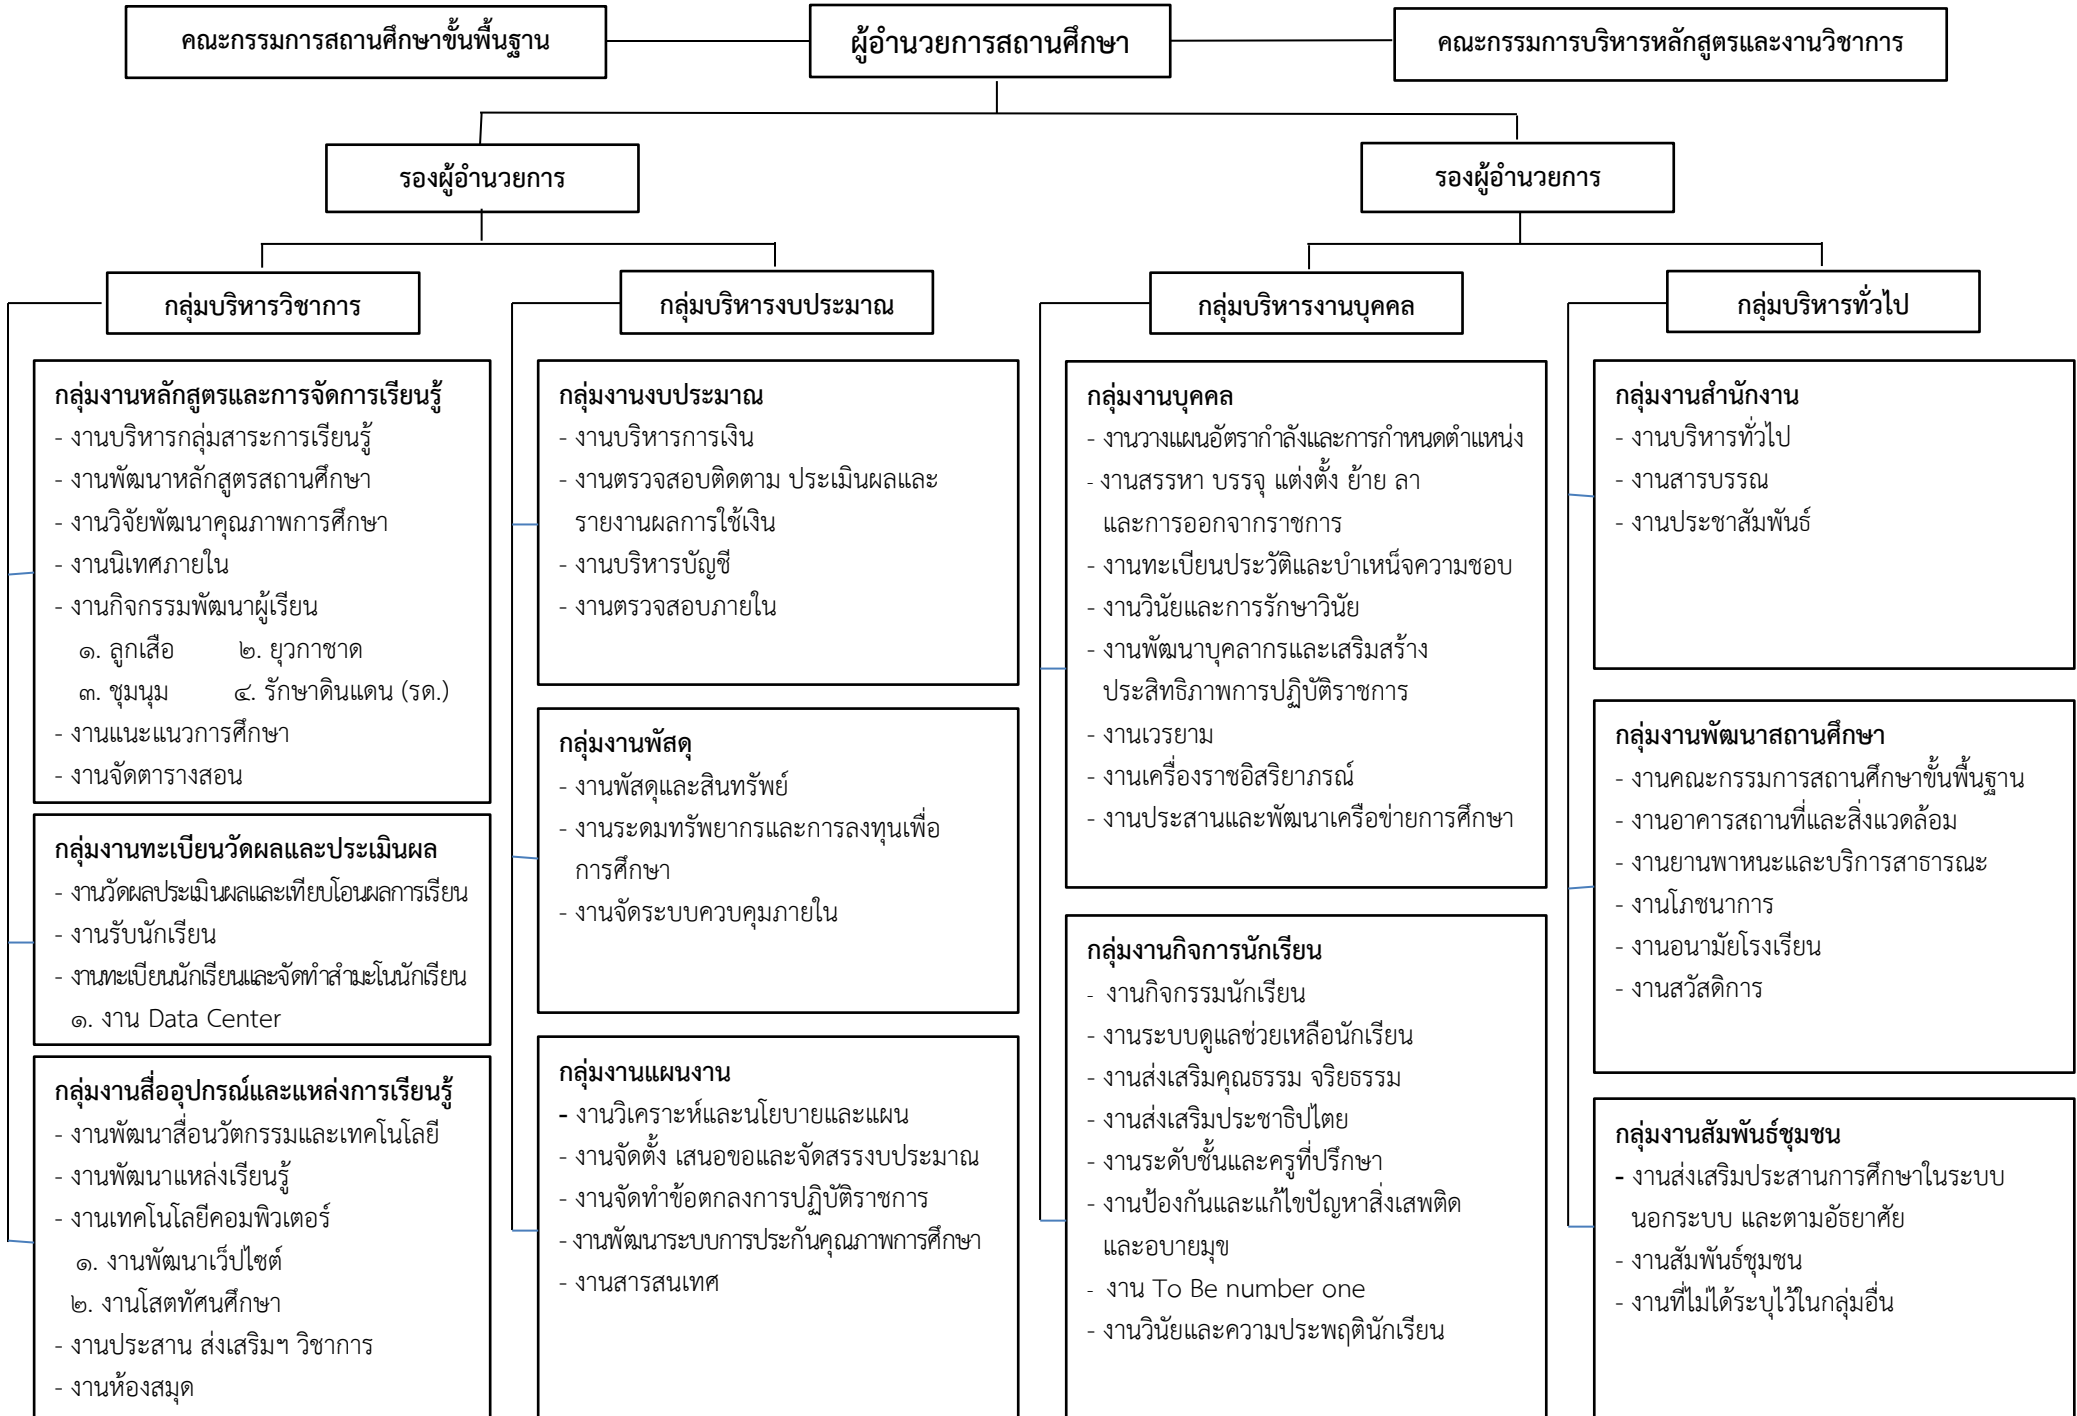 คณะกรรมการสถานศึกษาขั้นพื้นฐาน
ผู้อำนวยการสถานศึกษา
คณะกรรมการบริหารหลักสูตรและงานวิชาการ
รองผู้อำนวยการ
รองผู้อำนวยการ
กลุ่มบริหารวิชาการ
กลุ่มบริหารงบประมาณ
กลุ่มบริหารงานบุคคล
กลุ่มบริหารทั่วไป
กลุ่มงานหลักสูตรและการจัดการเรียนรู้
- งานบริหารกลุ่มสาระการเรียนรู้
- งานพัฒนาหลักสูตรสถานศึกษา
- งานวิจัยพัฒนาคุณภาพการศึกษา
- งานนิเทศภายใน
- งานกิจกรรมพัฒนาผู้เรียน
๑. ลูกเสือ ๒. ยุวกาชาด
๓. ชุมนุม ๔. รักษาดินแดน (รด.)
- งานแนะแนวการศึกษา
- งานจัดตารางสอน
กลุ่มงานทะเบียนวัดผลและประเมินผล
- งานวัดผลประเมินผลและเทียบโอนผลการเรียน
- งานรับนักเรียน
- งานทะเบียนนักเรียนและจัดทำสำมะโนนักเรียน
๑. งาน Data Center
กลุ่มงานสื่ออุปกรณ์และแหล่งการเรียนรู้
- งานพัฒนาสื่อนวัตกรรมและเทคโนโลยี
- งานพัฒนาแหล่งเรียนรู้
- งานเทคโนโลยีคอมพิวเตอร์
๑. งานพัฒนาเว็ปไซต์
๒. งานโสตทัศนศึกษา
- งานประสาน ส่งเสริมฯ วิชาการ
- งานห้องสมุด
กลุ่มงานงบประมาณ
- งานบริหารการเงิน
- งานตรวจสอบติดตาม ประเมินผลและ
รายงานผลการใช้เงิน
- งานบริหารบัญชี
- งานตรวจสอบภายใน
กลุ่มงานพัสดุ
- งานพัสดุและสินทรัพย์
- งานระดมทรัพยากรและการลงทุนเพื่อ
การศึกษา
- งานจัดระบบควบคุมภายใน
กลุ่มงานแผนงาน
- งานวิเคราะห์และนโยบายและแผน
- งานจัดตั้ง เสนอขอและจัดสรรงบประมาณ
- งานจัดทำข้อตกลงการปฏิบัติราชการ
- งานพัฒนาระบบการประกันคุณภาพการศึกษา
- งานสารสนเทศ
กลุ่มงานบุคคล
- งานวางแผนอัตรากำลังและการกำหนดตำแหน่ง
- งานสรรหา บรรจุ แต่งตั้ง ย้าย ลา
และการออกจากราชการ
- งานทะเบียนประวัติและบำเหน็จความชอบ
- งานวินัยและการรักษาวินัย
- งานพัฒนาบุคลากรและเสริมสร้าง
ประสิทธิภาพการปฏิบัติราชการ
- งานเวรยาม
- งานเครื่องราชอิสริยาภรณ์
- งานประสานและพัฒนาเครือข่ายการศึกษา
กลุ่มงานกิจการนักเรียน
- งานกิจกรรมนักเรียน
- งานระบบดูแลช่วยเหลือนักเรียน
- งานส่งเสริมคุณธรรม จริยธรรม
- งานส่งเสริมประชาธิปไตย
- งานระดับชั้นและครูที่ปรึกษา
- งานป้องกันและแก้ไขปัญหาสิ่งเสพติด
และอบายมุข
- งาน To Be number one
- งานวินัยและความประพฤตินักเรียน
กลุ่มงานสำนักงาน
- งานบริหารทั่วไป
- งานสารบรรณ
- งานประชาสัมพันธ์
กลุ่มงานพัฒนาสถานศึกษา
- งานคณะกรรมการสถานศึกษาขั้นพื้นฐาน
- งานอาคารสถานที่และสิ่งแวดล้อม
- งานยานพาหนะและบริการสาธารณะ
- งานโภชนาการ
- งานอนามัยโรงเรียน
- งานสวัสดิการ
กลุ่มงานสัมพันธ์ชุมชน
- งานส่งเสริมประสานการศึกษาในระบบ
นอกระบบ และตามอัธยาศัย
- งานสัมพันธ์ชุมชน
- งานที่ไม่ได้ระบุไว้ในกลุ่มอื่น